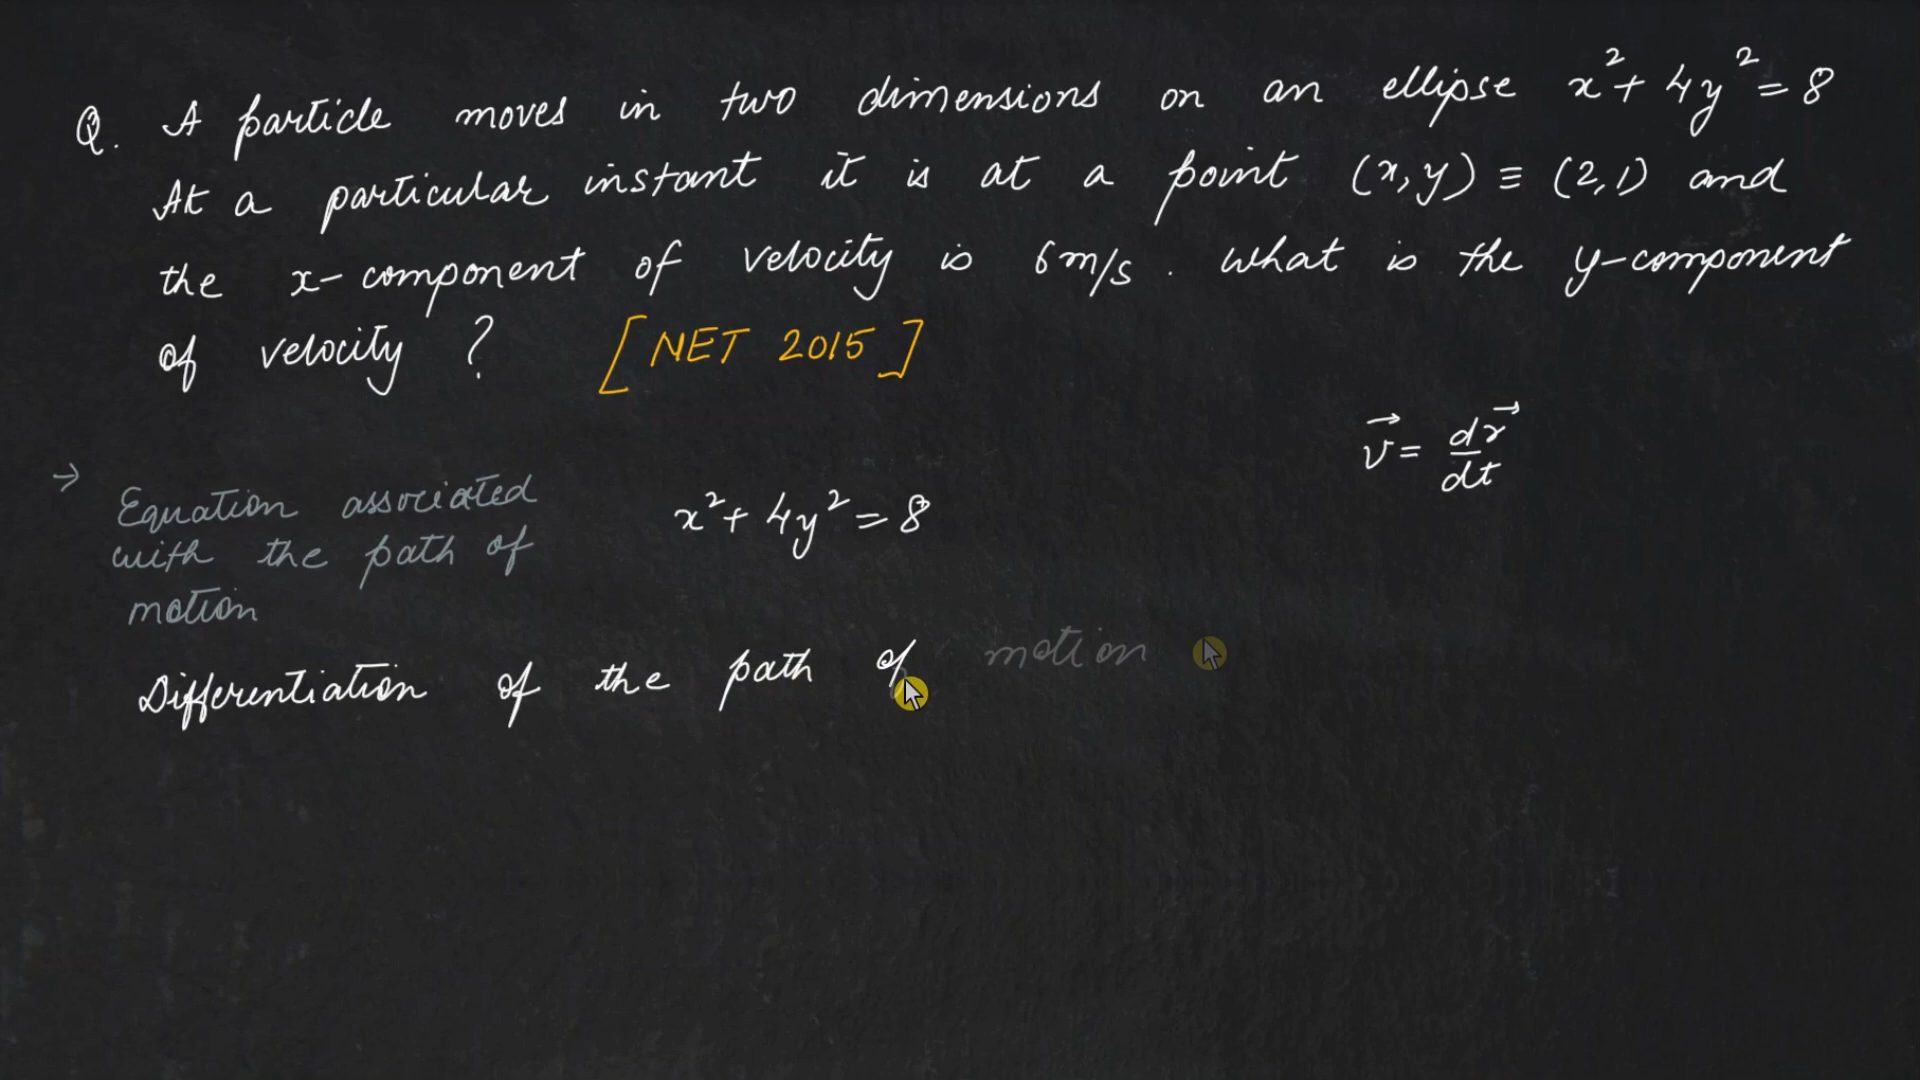 Q. A particle moves in two dimensions on an ellipse x² + 4y² = 8
At a particular instant it is at a point (x,y) ≡ (2,1) and
the x-component of velocity is 6m/s. What is the y-component
of velocity ? [NET 2015]
v⃗ = dr⃗/dt
→ Equation associated
with the path of
motion
x² + 4y² = 8
Differentiation of the path of motion